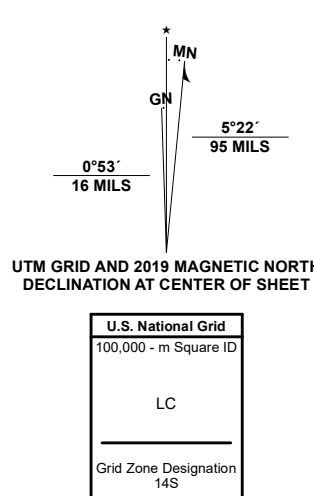 ★
MN
GN
5°22´
95 MILS
0°53´
16 MILS
UTM GRID AND 2019 MAGNETIC NORTH
DECLINATION AT CENTER OF SHEET
U.S. National Grid
100,000 - m Square ID
LC
Grid Zone Designation
14S